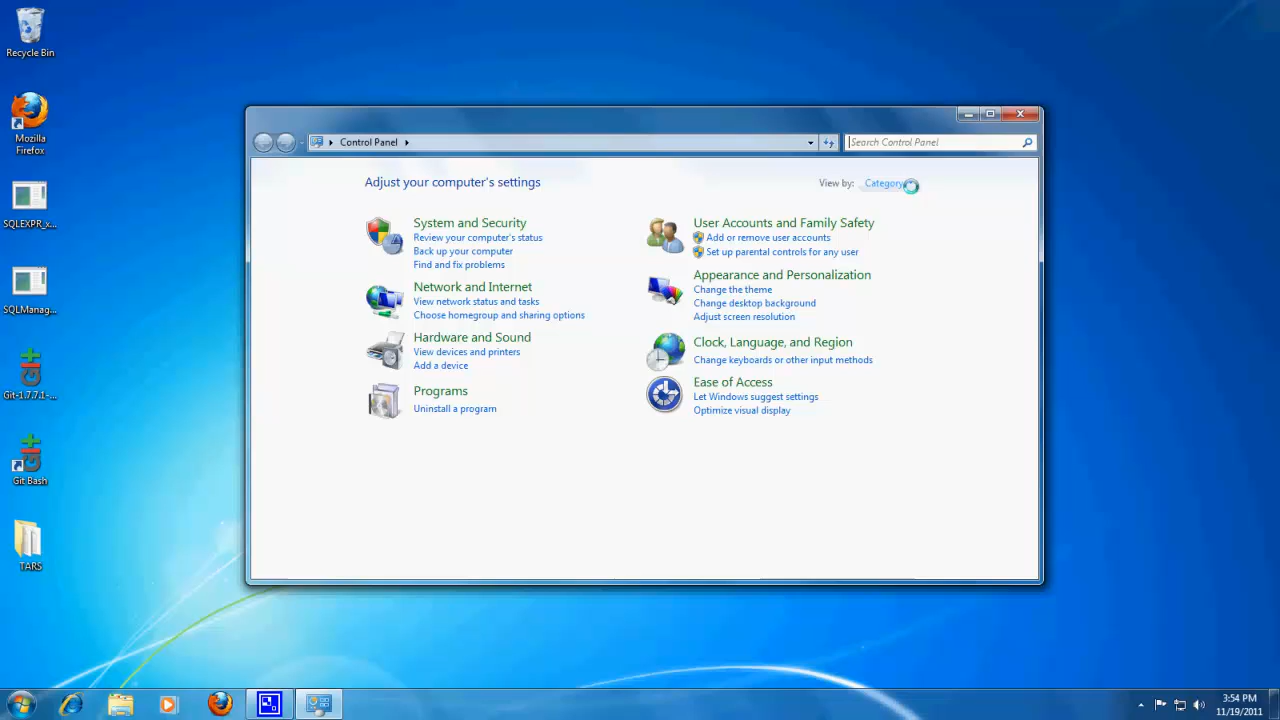 Recycle Bin
Mozilla
Firefox
SQLEXPR_x...
SQLManag...
Git-1.7.7.1-...
Git Bash
TARS
Control Panel
Search Control Panel
Adjust your computer's settings
View by:
Category
System and Security
Review your computer's status
Back up your computer
Find and fix problems
Network and Internet
View network status and tasks
Choose homegroup and sharing options
Hardware and Sound
View devices and printers
Add a device
Programs
Uninstall a program
User Accounts and Family Safety
Add or remove user accounts
Set up parental controls for any user
Appearance and Personalization
Change the theme
Change desktop background
Adjust screen resolution
Clock, Language, and Region
Change keyboards or other input methods
Ease of Access
Let Windows suggest settings
Optimize visual display
3:54 PM
11/19/2011